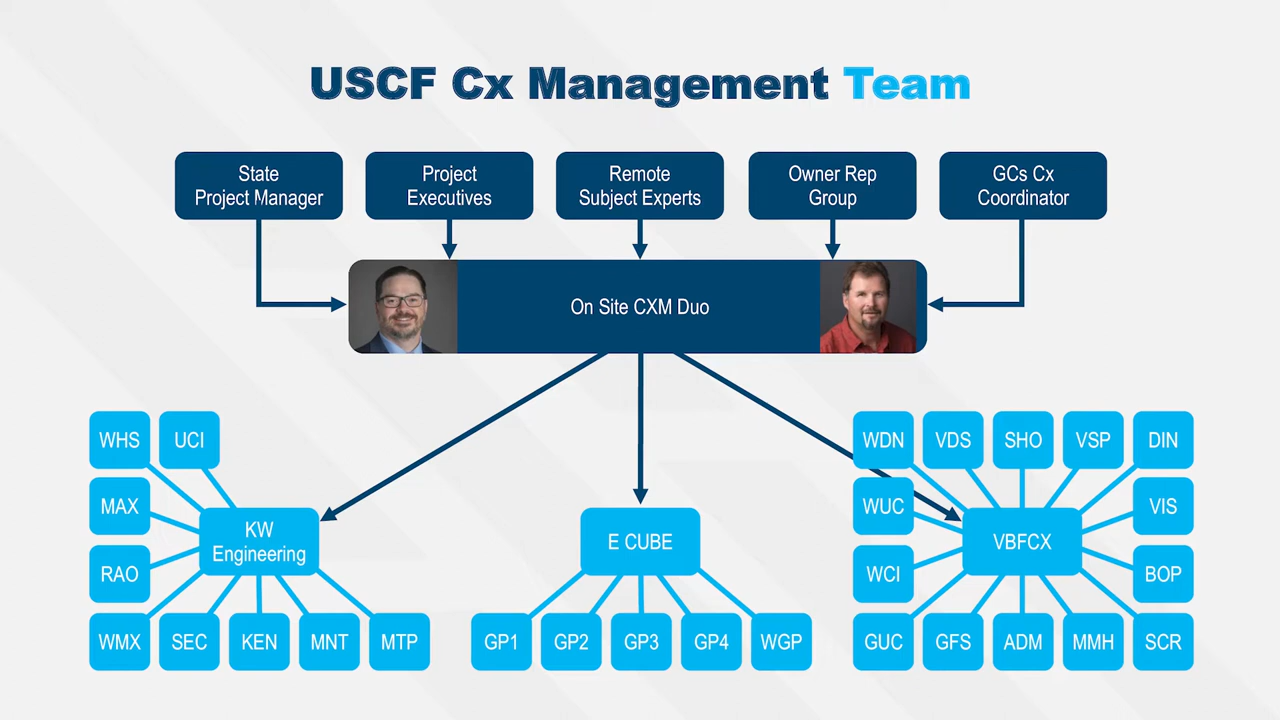 USCF Cx Management Team
State
Project Manager
Project
Executives
Remote
Subject Experts
Owner Rep
Group
GCs Cx
Coordinator
On Site CXM Duo
WHS
UCI
MAX
RAO
KW
Engineering
WMX
SEC
KEN
MNT
MTP
E CUBE
GP1
GP2
GP3
GP4
WGP
WDN
VDS
SHO
VSP
DIN
WUC
VIS
VBFCX
WCI
BOP
GUC
GFS
ADM
MMH
SCR